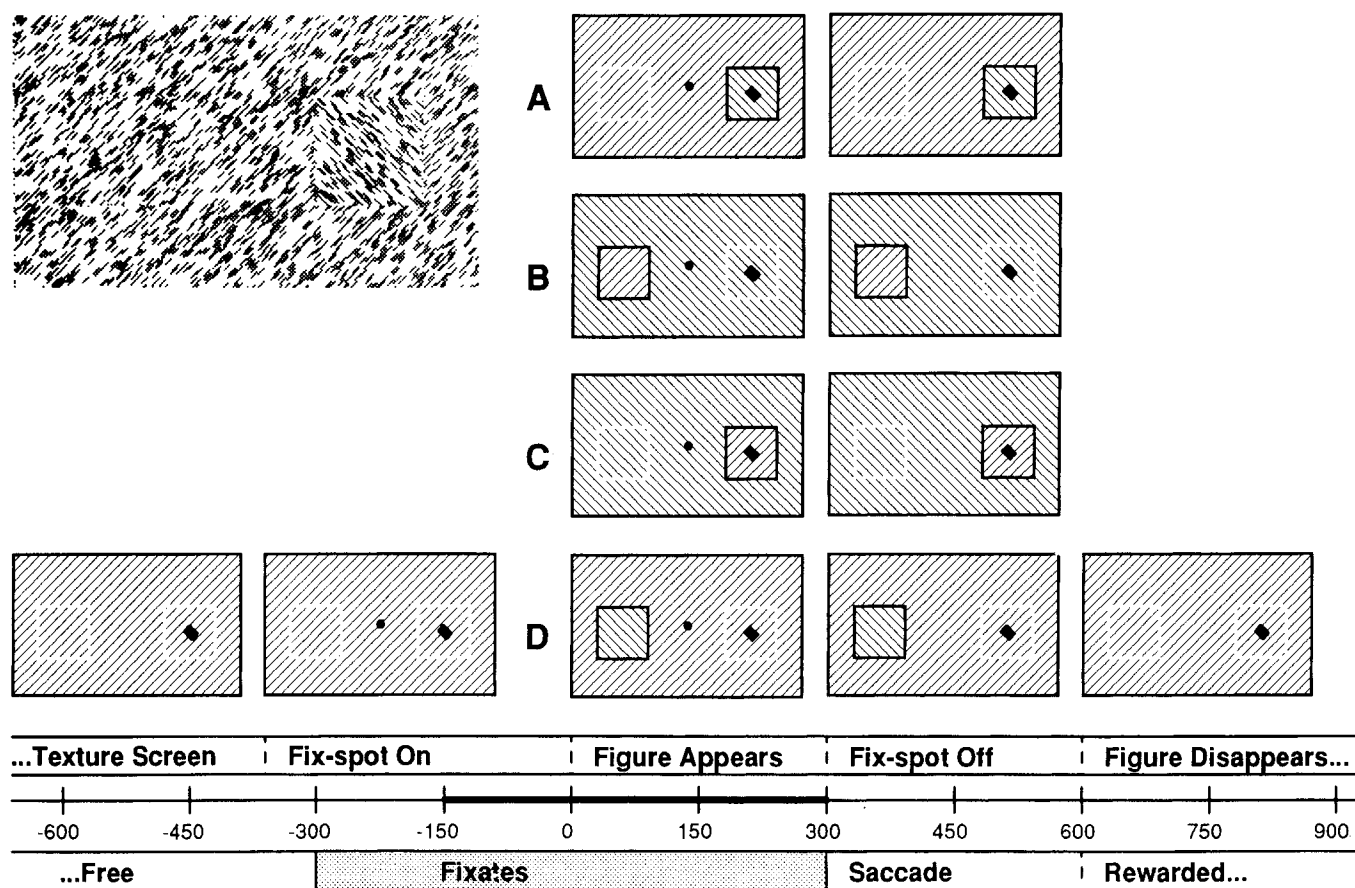 A
B
C
D
...Texture Screen Fix-spot On Figure Appears Fix-spot Off Figure Disappears...
-600 -450 -300 -150 0 150 300 450 600 750 900
...Free Fixates Saccade Rewarded...